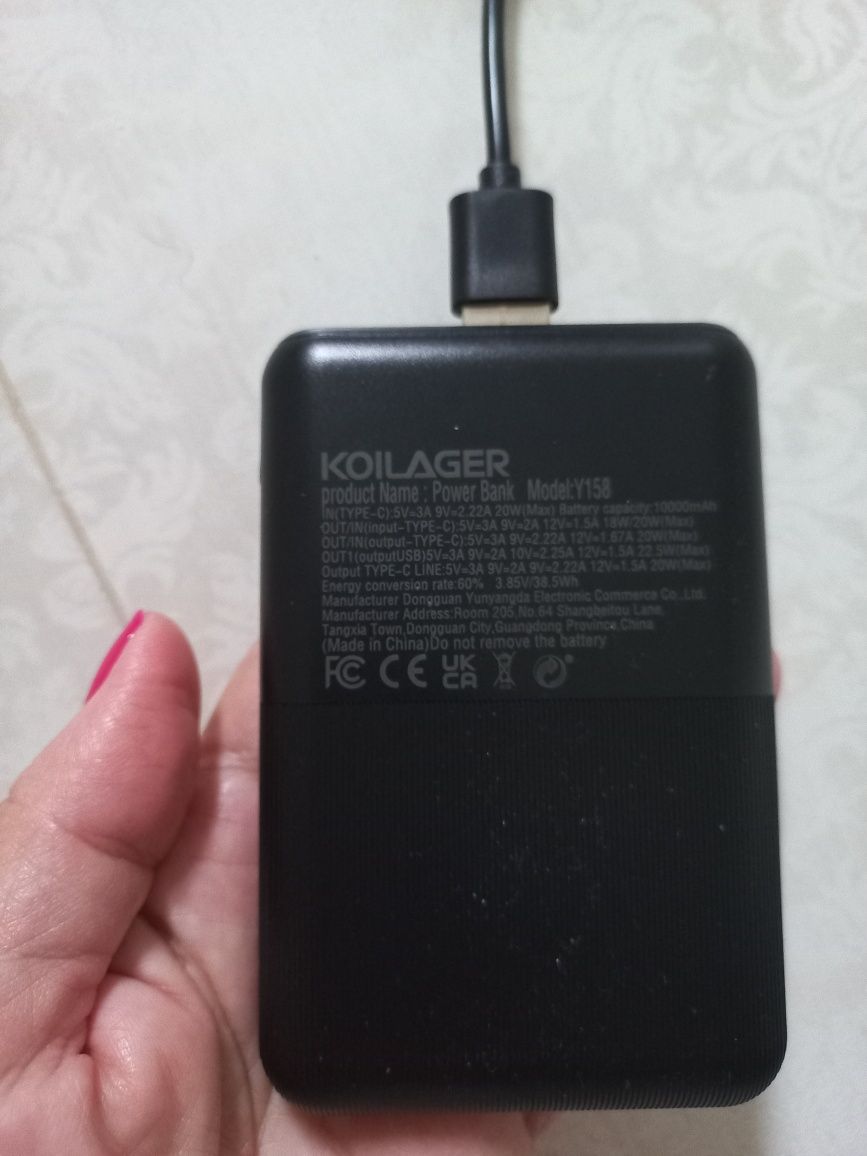 KOILAGER
product Name : Power Bank Model:Y158
IN(TYPE-C):5V=3A 9V=2.22A 20W(Max) Battery capacity:10000mAh
OUT/IN(input-TYPE-C):5V=3A 9V=2A 12V=1.5A 18W/20W(Max)
OUT/IN(output-TYPE-C):5V=3A 9V=2.22A 12V=1.67A 20W(Max)
OUT1(outputUSB)5V=3A 9V=2A 10V=2.25A 12V=1.5A 22.5W(Max)
Output TYPE-C LINE:5V=3A 9V=2A 9V=2.22A 12V=1.5A 20W(Max)
Energy conversion rate:60% 3.85V/38.5Wh
Manufacturer Dongguan Yunyangda Electronic Commerce Co.,Ltd.
Manufacturer Address:Room 205,No.64 Shangbeitou Lane,
Tangxia Town,Dongguan City,Guangdong Province,China
(Made in China)Do not remove the battery
FC CE UK CA